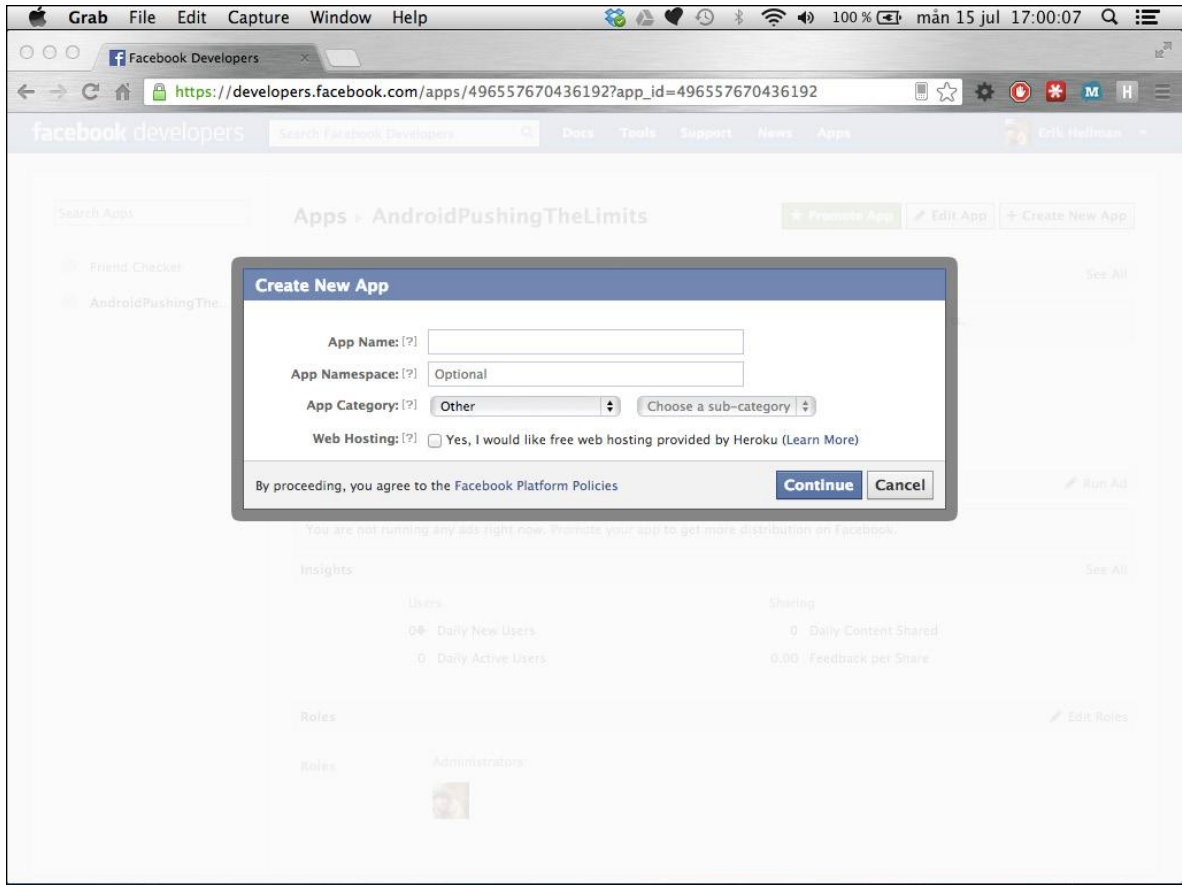 Grab File Edit Capture Window Help 100 % mån 15 jul 17:00:07
Facebook Developers
https://developers.facebook.com/apps/496557670436192?app_id=496557670436192
facebook developers Search Facebook Developers Docs Tools Support News Apps Erik Hellman
Search Apps
Apps AndroidPushingTheLimits Promote App Edit App + Create New App
Friend Checker See All
AndroidPushingThe...
Create New App
App Name: [?]
App Namespace: [?] Optional
App Category: [?] Other Choose a sub-category
Web Hosting: [?] Yes, I would like free web hosting provided by Heroku (Learn More)
By proceeding, you agree to the Facebook Platform Policies Continue Cancel
Run Ad
You are not running any ads right now. Promote your app to get more distribution on Facebook.
Insights See All
Users Sharing
0 Daily New Users 0 Daily Content Shared
0 Daily Active Users 0.00 Feedback per Share
Roles Edit Roles
Roles Administrators: